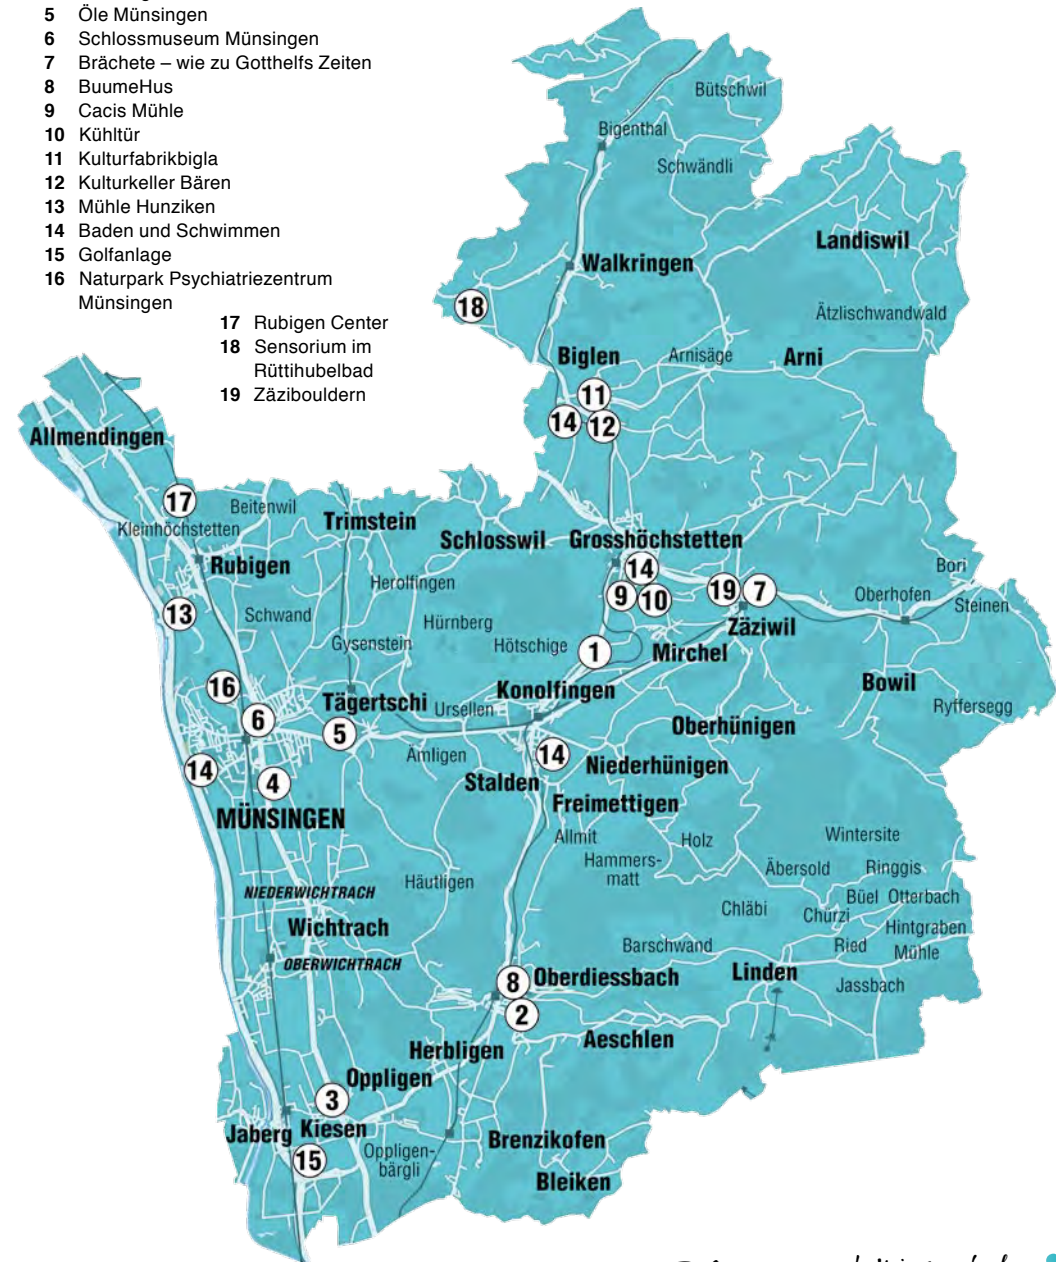 5 Öle Münsingen
6 Schlossmuseum Münsingen
7 Brächete – wie zu Gotthelfs Zeiten
8 BuumeHus
9 Cacis Mühle
10 Kühltür
11 Kulturfabrikbigla
12 Kulturkeller Bären
13 Mühle Hunziken
14 Baden und Schwimmen
15 Golfanlage
16 Naturpark Psychiatriezentrum
Münsingen
17 Rubigen Center
18 Sensorium im
Rüttihubelbad
19 Zäzibouldern
Bütschwil
Bigenthal
Schwändli
Landiswil
Walkringen
18
Ätzlischwandwald
Biglen
Arnisäge
Arni
11
14
12
Allmendingen
17
Beitenwil
Kleinhöchstetten
Trimstein
Schlosswil
Grosshöchstetten
Rubigen
14
Bori
Herolfingen
9
10
19
7
Oberhofen
Steinen
13
Schwand
Hürnberg
Zäziwil
Gysenstein
Hötschige
1
Mirchel
16
Konolfingen
Bowil
Tägertschi
Ursellen
Ryffersegg
6
5
Oberhünigen
Ämligen
14
14
Niederhünigen
4
Stalden
Freimettigen
MÜNSINGEN
Allmit
Holz
Wintersite
Hammers-
matt
Äbersold
Ringgis
NIEDERWICHTRACH
Häutligen
Büel
Otterbach
Chläbi
Churzi
Wichtrach
Hintgraben
Barschwand
Ried
Mühle
OBERWICHTRACH
8
Oberdiessbach
Linden
Jassbach
2
Aeschlen
Herbligen
Oppligen
3
Jaberg
Kiesen
Brenzikofen
15
Oppligen-
bärgli
Bleiken